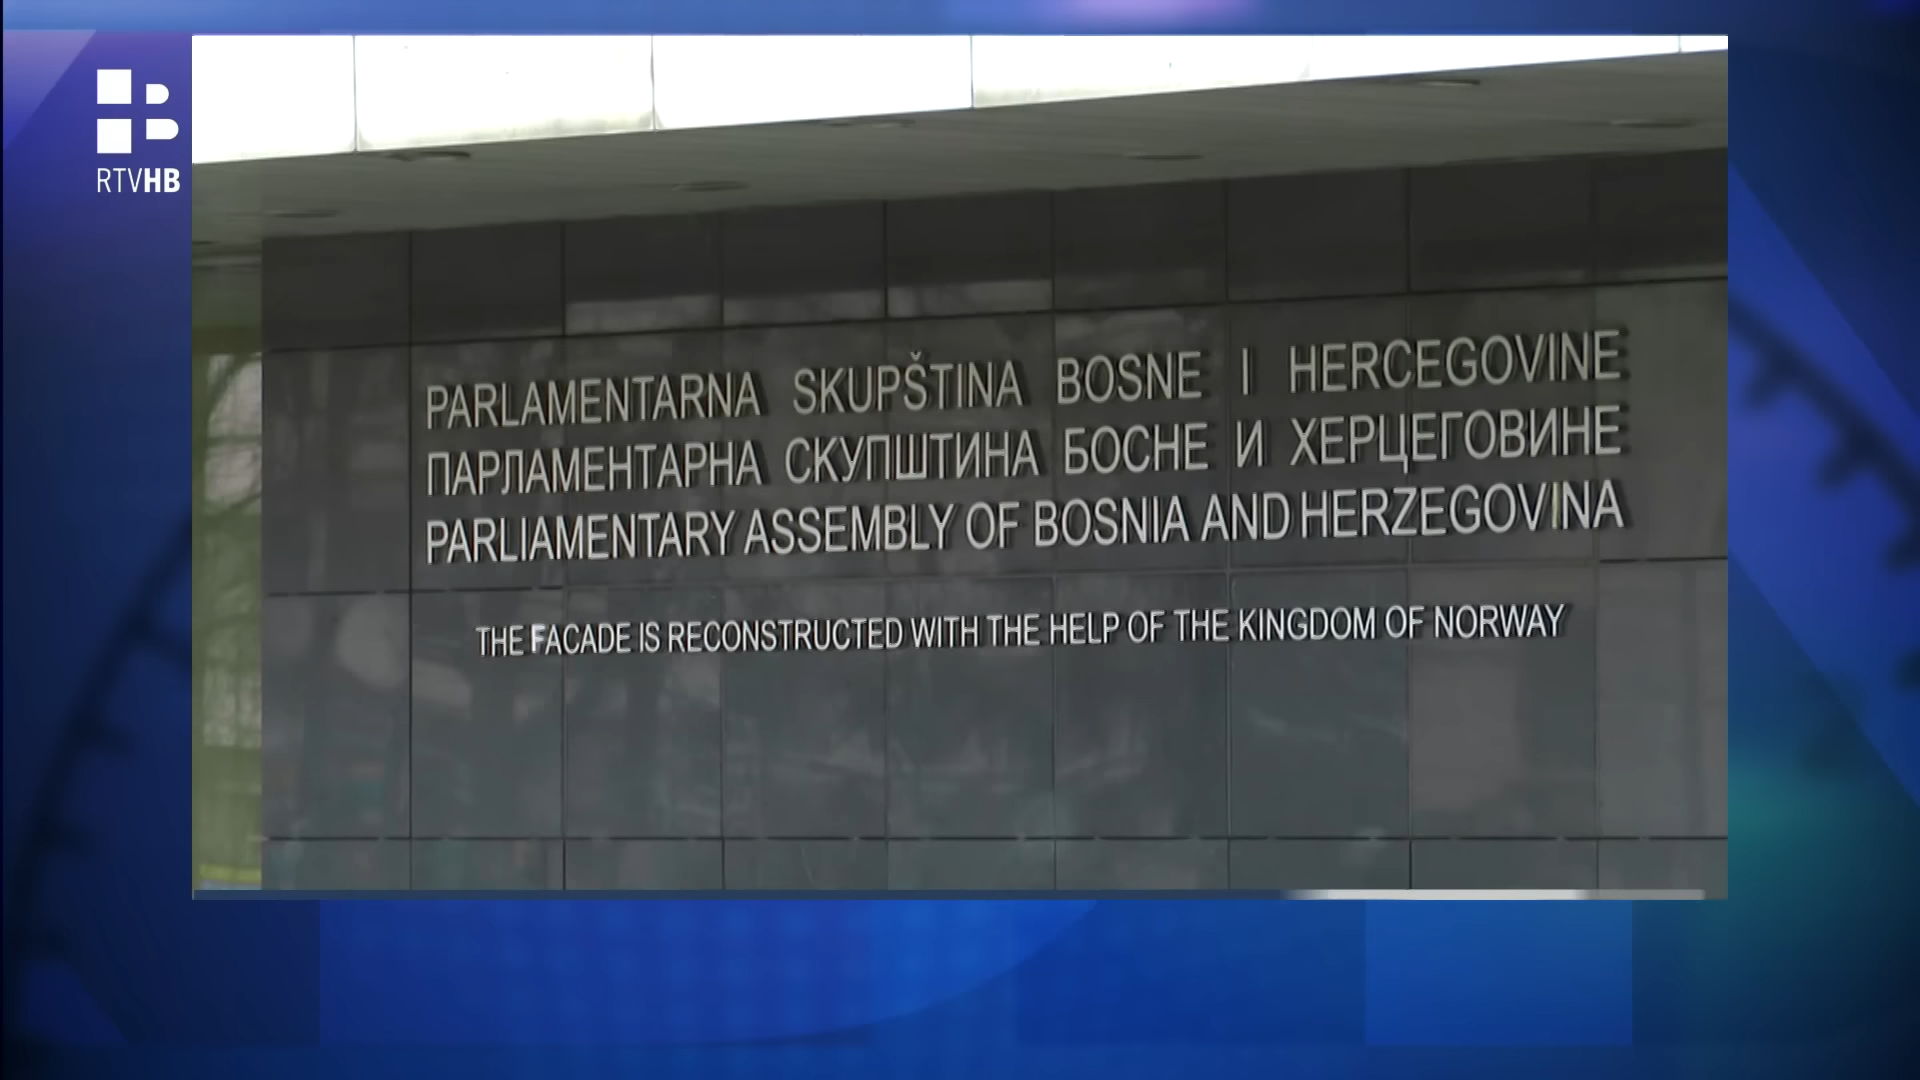 RTVHB
PARLAMENTARNA SKUPŠTINA BOSNE I HERCEGOVINE
ПАРЛАМЕНТАРНА СКУПШТИНА БОСНЕ И ХЕРЦЕГОВИНЕ
PARLIAMENTARY ASSEMBLY OF BOSNIA AND HERZEGOVINA
THE FACADE IS RECONSTRUCTED WITH THE HELP OF THE KINGDOM OF NORWAY